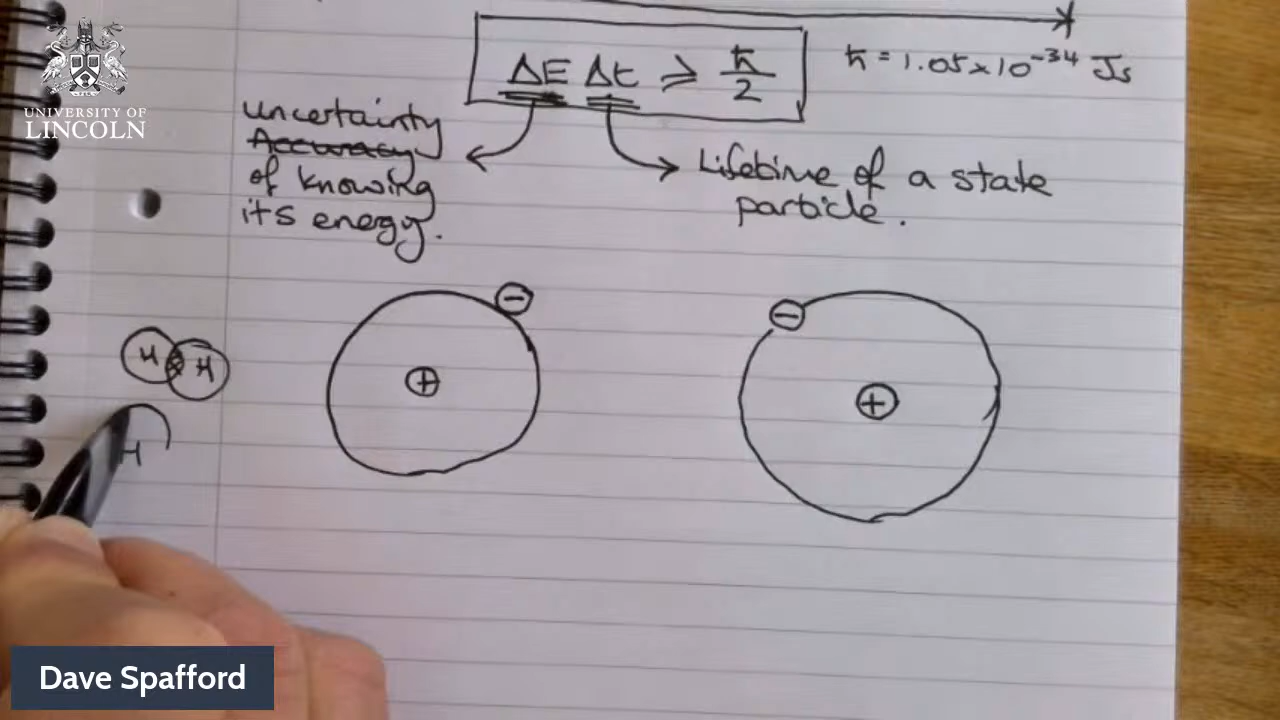 UNIVERSITY OF
LINCOLN
ΔE Δt ⩾ ℏ/2
ℏ = 1.05 x 10⁻³⁴ Js
uncertainty
Accuracy
of knowing
its energy.
Lifetime of a state
particle.
−
+
−
+
H H
H
Dave Spafford